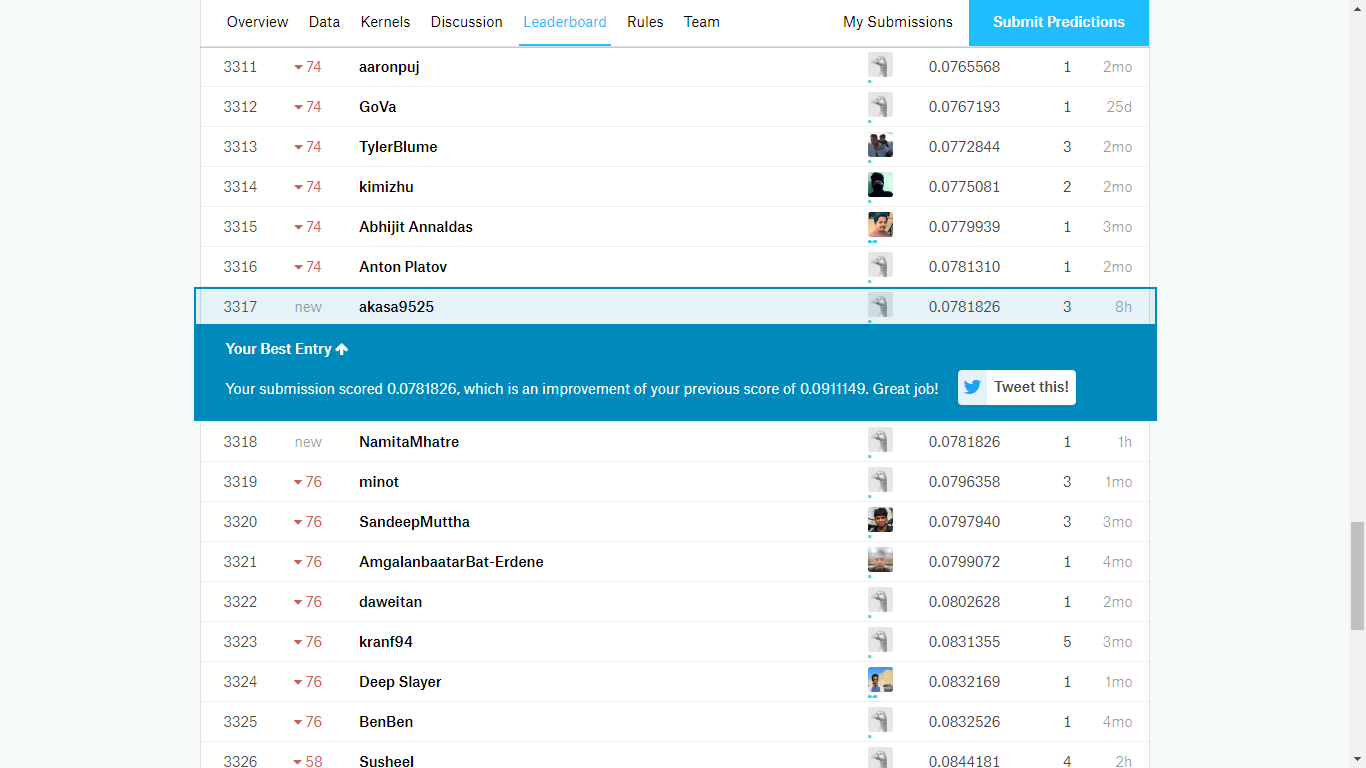 Overview Data Kernels Discussion Leaderboard Rules Team My Submissions Submit Predictions
3311 74 aaronpuj 0.0765568 1 2mo
3312 74 GoVa 0.0767193 1 25d
3313 74 TylerBlume 0.0772844 3 2mo
3314 74 kimizhu 0.0775081 2 2mo
3315 74 Abhijit Annaldas 0.0779939 1 3mo
3316 74 Anton Platov 0.0781310 1 2mo
3317 new akasa9525 0.0781826 3 8h
Your Best Entry
Your submission scored 0.0781826, which is an improvement of your previous score of 0.0911149. Great job! Tweet this!
3318 new NamitaMhatre 0.0781826 1 1h
3319 76 minot 0.0796358 3 1mo
3320 76 SandeepMuttha 0.0797940 3 3mo
3321 76 AmgalanbaatarBat-Erdene 0.0799072 1 4mo
3322 76 daweitan 0.0802628 1 2mo
3323 76 kranf94 0.0831355 5 3mo
3324 76 Deep Slayer 0.0832169 1 1mo
3325 76 BenBen 0.0832526 1 4mo
3326 58 Susheel 0.0844181 4 2h